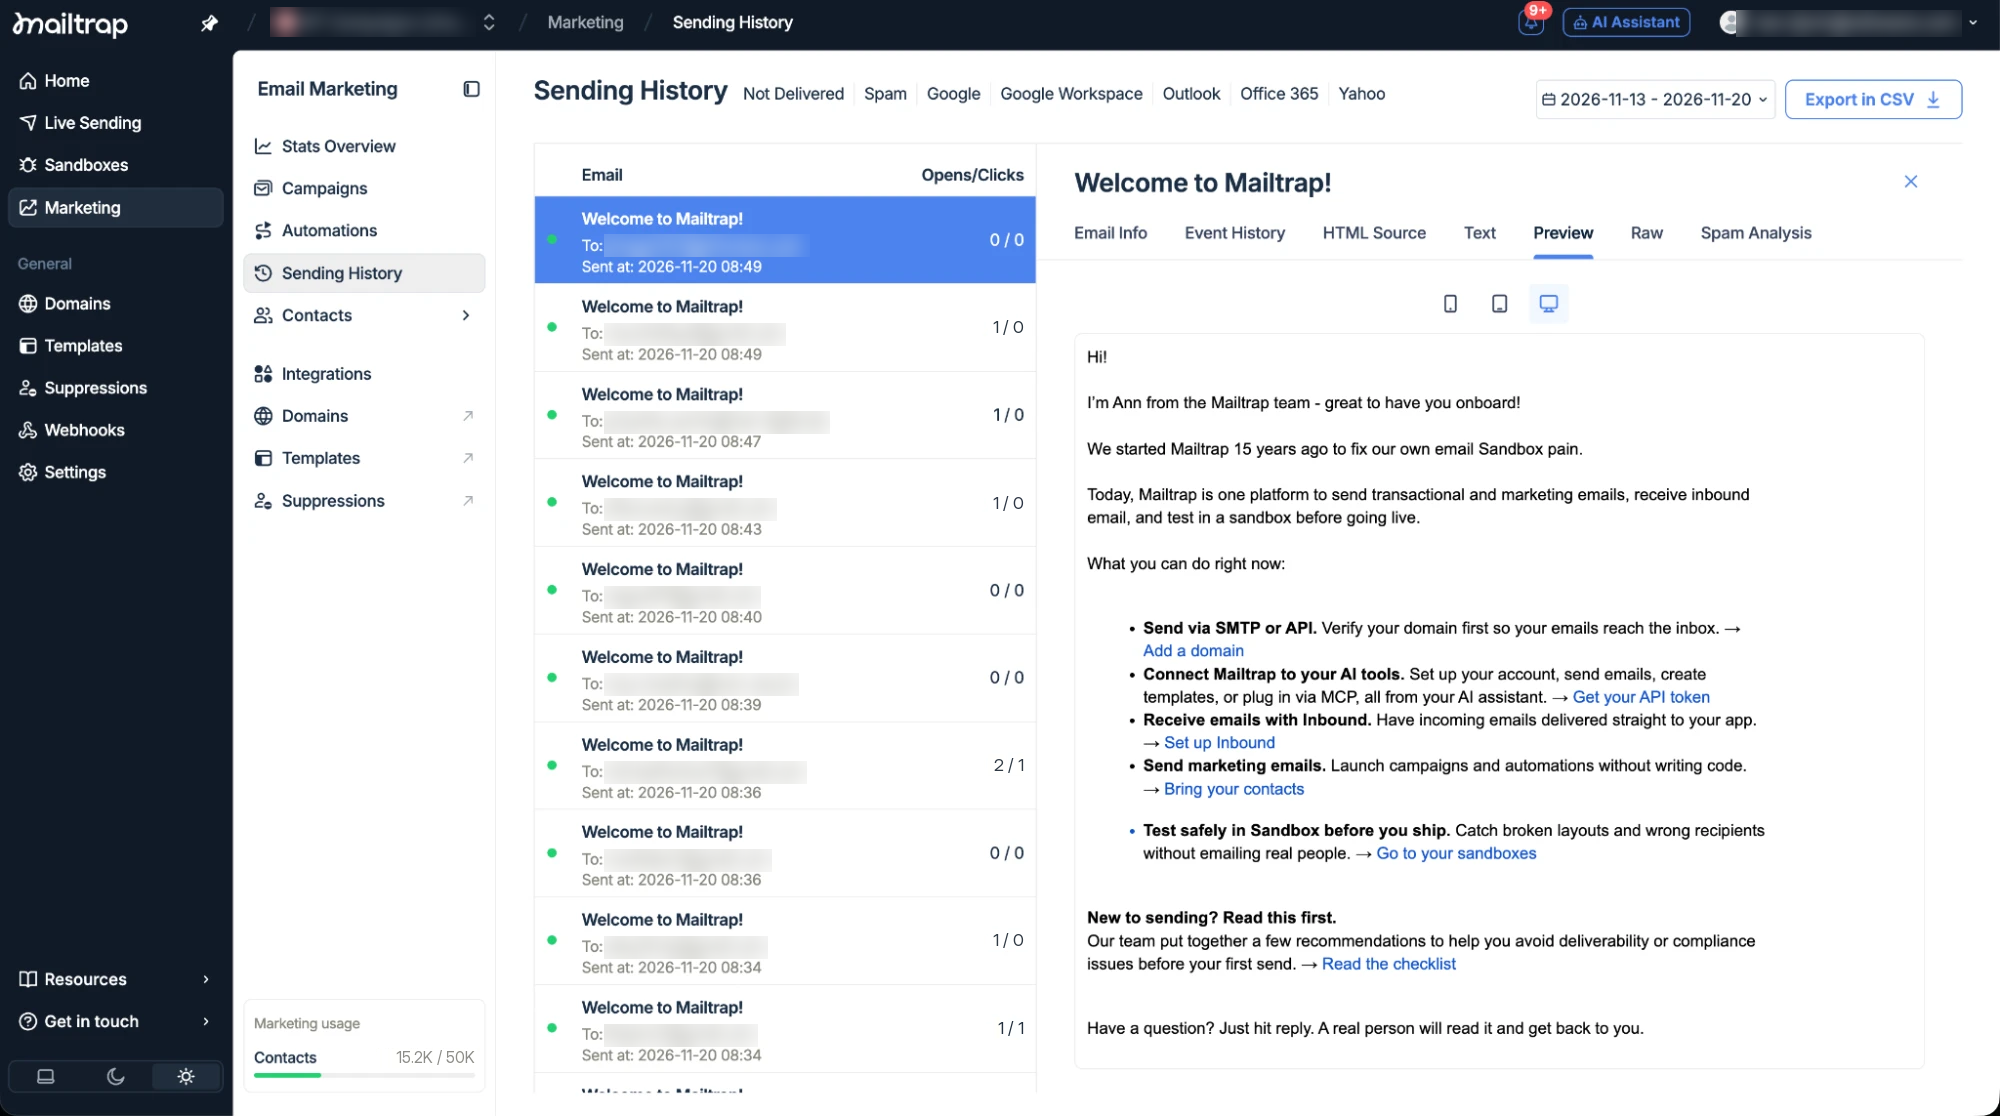 mailtrap
/
/
Marketing
/
Sending History
9+
AI Assistant
Home
Live Sending
Sandboxes
Marketing
General
Domains
Templates
Suppressions
Webhooks
Settings
Resources
Get in touch
Email Marketing
Stats Overview
Campaigns
Automations
Sending History
Contacts
Integrations
Domains
Templates
Suppressions
Marketing usage
Contacts 15.2K / 50K
Sending History
Not Delivered
Spam
Google
Google Workspace
Outlook
Office 365
Yahoo
2026-11-13 - 2026-11-20
Export in CSV
Email Opens/Clicks
Welcome to Mailtrap!
To:
0 / 0
Sent at: 2026-11-20 08:49
Welcome to Mailtrap!
To:
1 / 0
Sent at: 2026-11-20 08:49
Welcome to Mailtrap!
To:
1 / 0
Sent at: 2026-11-20 08:47
Welcome to Mailtrap!
To:
1 / 0
Sent at: 2026-11-20 08:43
Welcome to Mailtrap!
To:
0 / 0
Sent at: 2026-11-20 08:40
Welcome to Mailtrap!
To:
0 / 0
Sent at: 2026-11-20 08:39
Welcome to Mailtrap!
To:
2 / 1
Sent at: 2026-11-20 08:36
Welcome to Mailtrap!
To:
0 / 0
Sent at: 2026-11-20 08:36
Welcome to Mailtrap!
To:
1 / 0
Sent at: 2026-11-20 08:34
Welcome to Mailtrap!
To:
1 / 1
Sent at: 2026-11-20 08:34
Welcome to Mailtrap!
Welcome to Mailtrap!
Email Info
Event History
HTML Source
Text
Preview
Raw
Spam Analysis
Hi!
I'm Ann from the Mailtrap team - great to have you onboard!
We started Mailtrap 15 years ago to fix our own email Sandbox pain.
Today, Mailtrap is one platform to send transactional and marketing emails, receive inbound
email, and test in a sandbox before going live.
What you can do right now:
• Send via SMTP or API. Verify your domain first so your emails reach the inbox. →
Add a domain
• Connect Mailtrap to your AI tools. Set up your account, send emails, create
templates, or plug in via MCP, all from your AI assistant. → Get your API token
• Receive emails with Inbound. Have incoming emails delivered straight to your app.
→ Set up Inbound
• Send marketing emails. Launch campaigns and automations without writing code.
→ Bring your contacts
• Test safely in Sandbox before you ship. Catch broken layouts and wrong recipients
without emailing real people. → Go to your sandboxes
New to sending? Read this first.
Our team put together a few recommendations to help you avoid deliverability or compliance
issues before your first send. → Read the checklist
Have a question? Just hit reply. A real person will read it and get back to you.